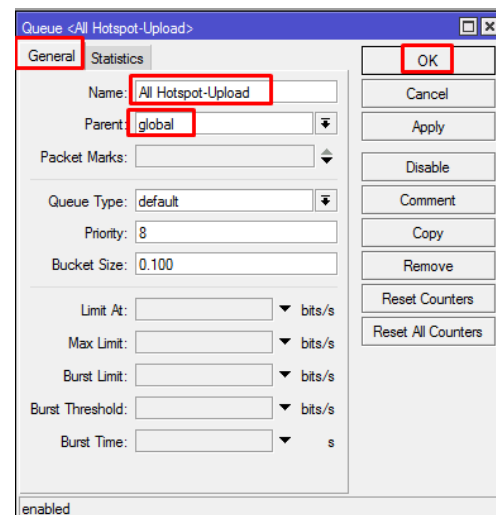 Queue <All Hotspot-Upload>
General Statistics
Name: All Hotspot-Upload
Parent: global
Packet Marks:
Queue Type: default
Priority: 8
Bucket Size: 0.100
Limit At: bits/s
Max Limit: bits/s
Burst Limit: bits/s
Burst Threshold: bits/s
Burst Time: s
enabled
OK
Cancel
Apply
Disable
Comment
Copy
Remove
Reset Counters
Reset All Counters